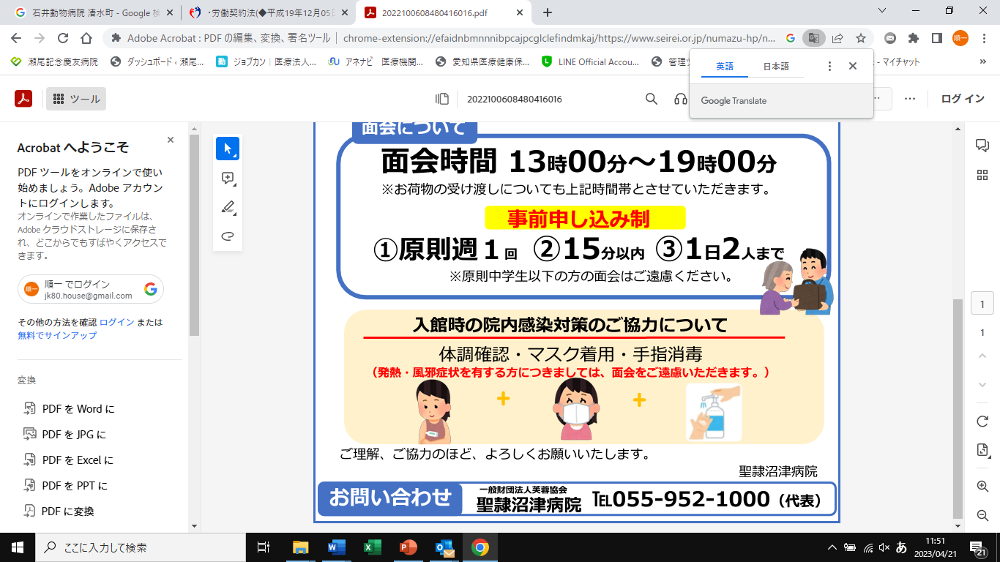 石井動物病院 清水町 - Google 検
・労働契約法(◆平成19年12月05日
2022100608480416016.pdf
Adobe Acrobat : PDF の編集、変換、署名ツール
chrome-extension://efaidnbmnnnibpcajpcglclefindmkaj/https://www.seirei.or.jp/numazu-hp/n...
順一
瀬尾記念慶友病院
ダッシュボード ‹ 瀬尾...
ジョブカン｜医療法人...
アネナビ 医療機関...
愛知県医療健康保...
LINE Official Accou...
管理ツ
- マイチャット
»
英語
日本語
Google Translate
ツール
2022100608480416016
ログイン
Acrobat へようこそ
PDF ツールをオンラインで使い
始めましょう。Adobe アカウン
トにログインします。
オンラインで作業したファイルは、
Adobe クラウドストレージに保存さ
れ、どこからでもすばやくアクセスで
きます。
順一
順一 でログイン
jk80.house@gmail.com
その他の方法を確認 ログイン または
無料でサインアップ
変換
PDF を Word に
PDF を JPG に
PDF を Excel に
PDF を PPT に
PDF に変換
面会について
面会時間 13時00分～19時00分
※お荷物の受け渡しについても上記時間帯とさせていただきます。
事前申し込み制
①原則週１回 ②15分以内 ③1日2人まで
※原則中学生以下の方の面会はご遠慮ください。
入館時の院内感染対策のご協力について
体調確認・マスク着用・手指消毒
（発熱・風邪症状を有する方につきましては、面会をご遠慮いただきます。）
ご理解、ご協力のほど、よろしくお願いいたします。
聖隷沼津病院
お問い合わせ
一般財団法人芙蓉協会
聖隷沼津病院 ℡055-952-1000（代表）
1
1
ここに入力して検索
あ
11:51
2023/04/21
21